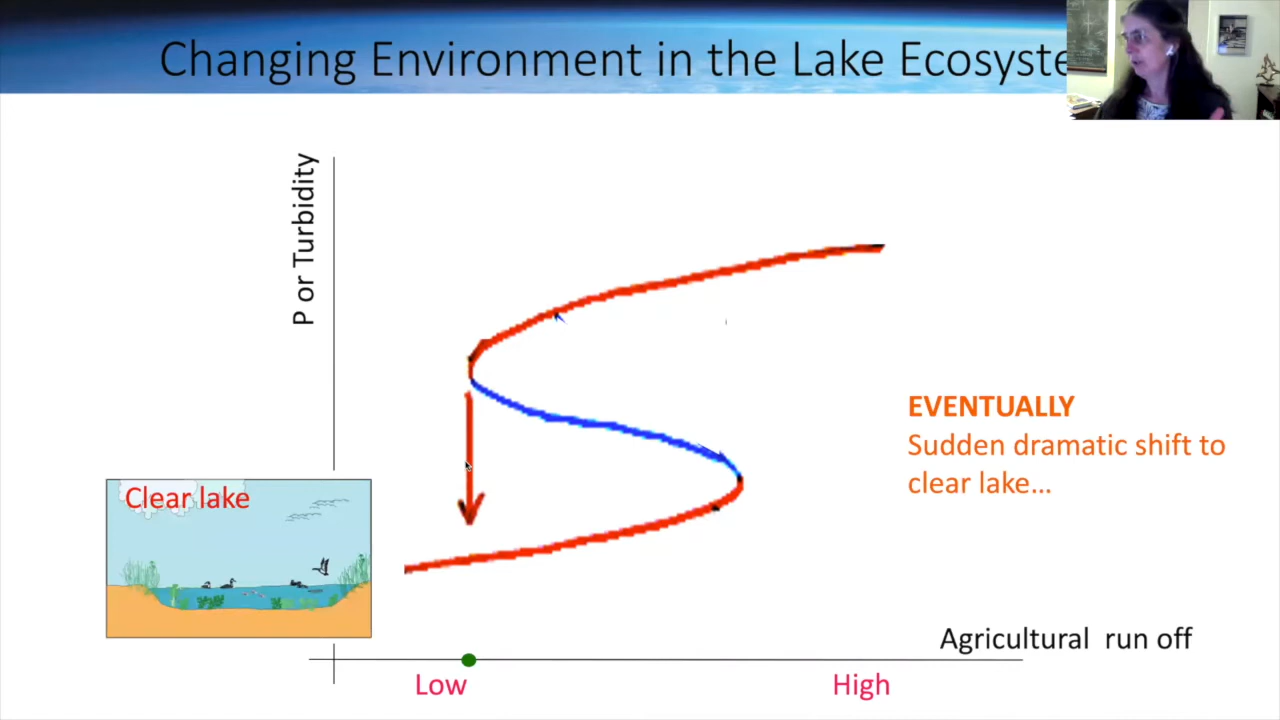 Changing Environment in the Lake Ecosyste
P or Turbidity
EVENTUALLY
Sudden dramatic shift to
clear lake...
Clear lake
Agricultural run off
Low
High